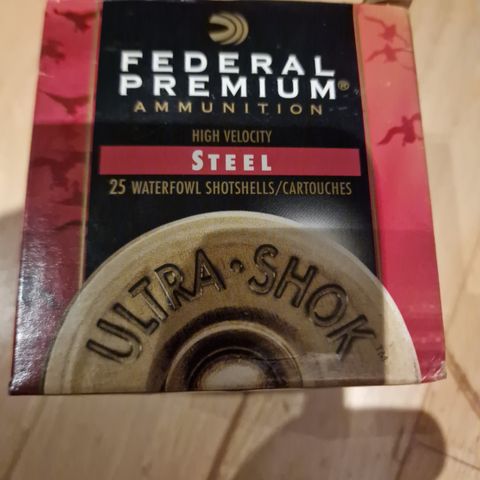 FEDERAL
PREMIUM®
AMMUNITION
HIGH VELOCITY
STEEL
25 WATERFOWL SHOTSHELLS/CARTOUCHES
ULTRA·SHOK™